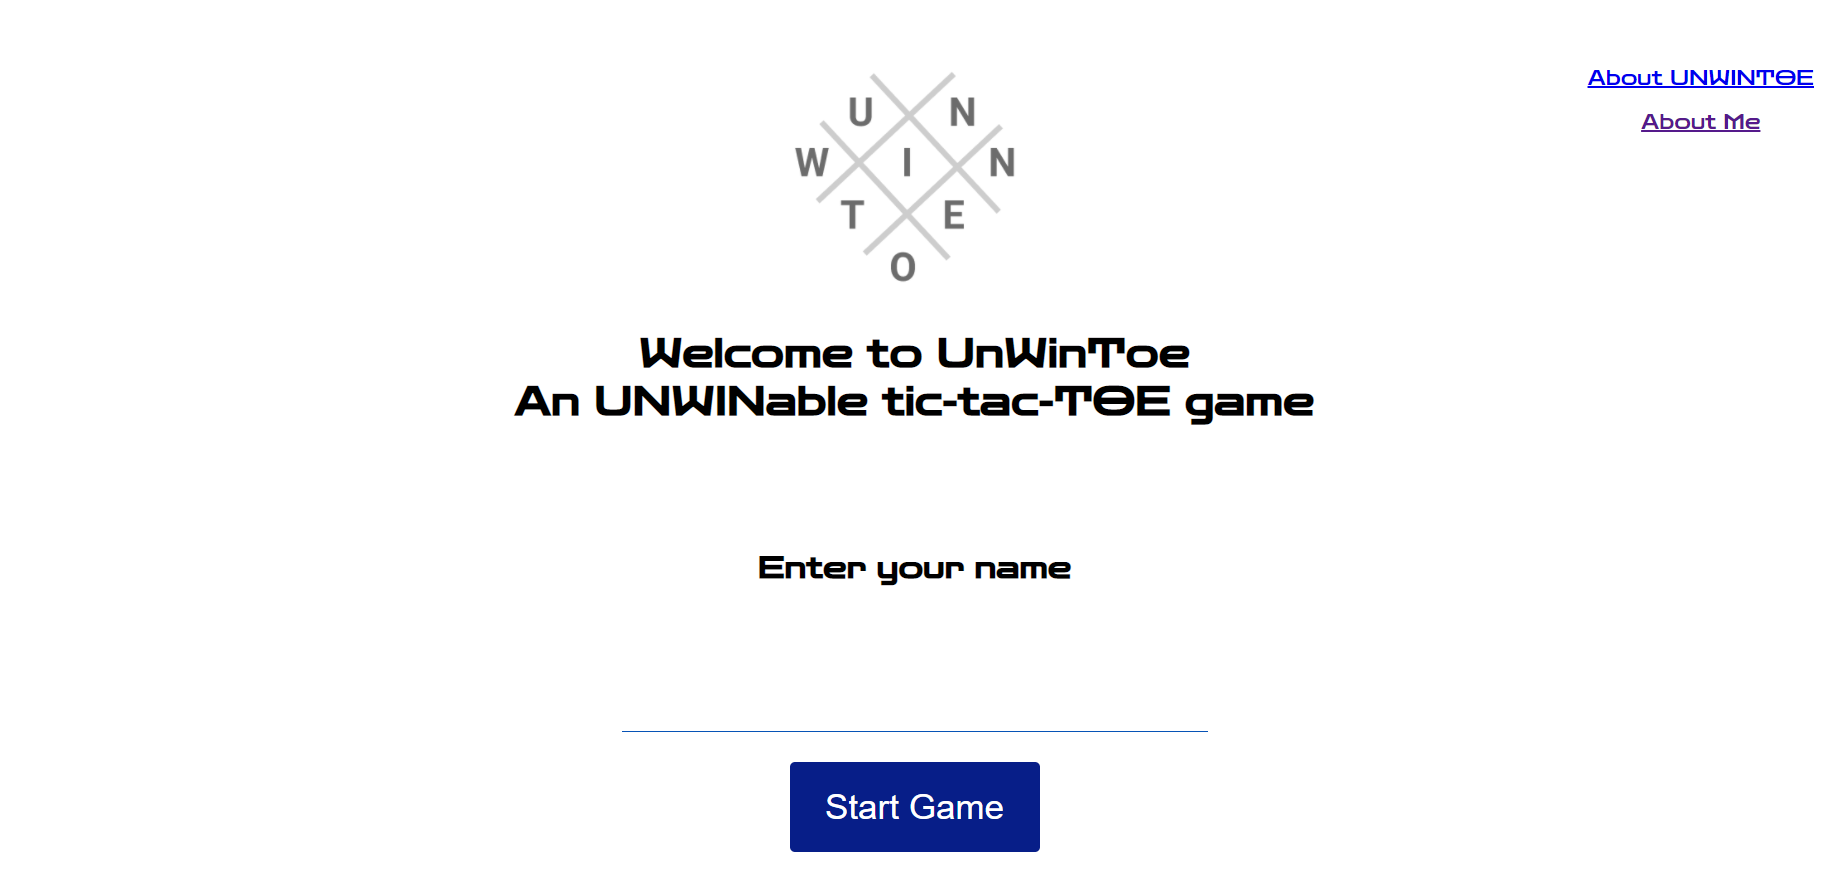 About UNWINTOE
About Me
U N
W I N
T E
O
Welcome to UnWinToe
An UNWINable tic-tac-TOE game
Enter your name
Start Game